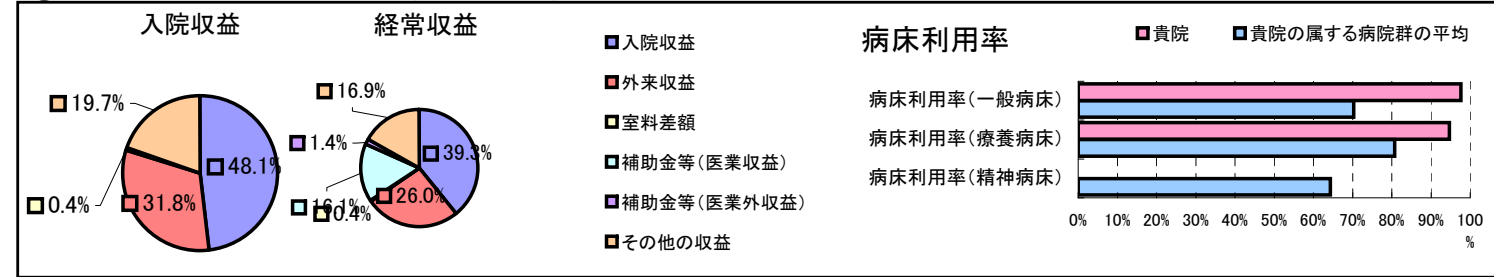 入院収益
19.7%
48.1%
0.4%
31.8%
経常収益
16.9%
1.4%
39.3%
16.1%
0.4%
26.0%
入院収益
外来収益
室料差額
補助金等(医業収益)
補助金等(医業外収益)
その他の収益
病床利用率
貴院 貴院の属する病院群の平均
病床利用率(一般病床)
病床利用率(療養病床)
病床利用率(精神病床)
0% 10% 20% 30% 40% 50% 60% 70% 80% 90% 100
%